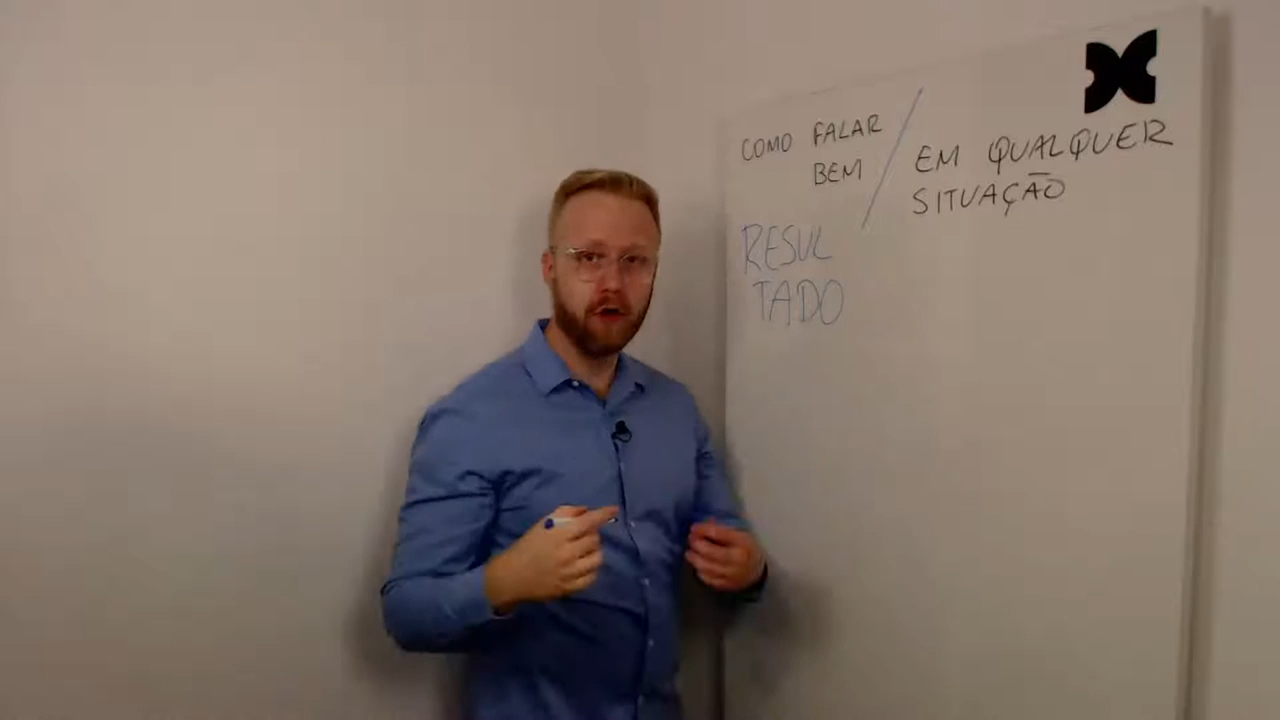 COMO FALAR
BEM
EM QUALQUER
SITUAÇÃO
RESUL
TADO